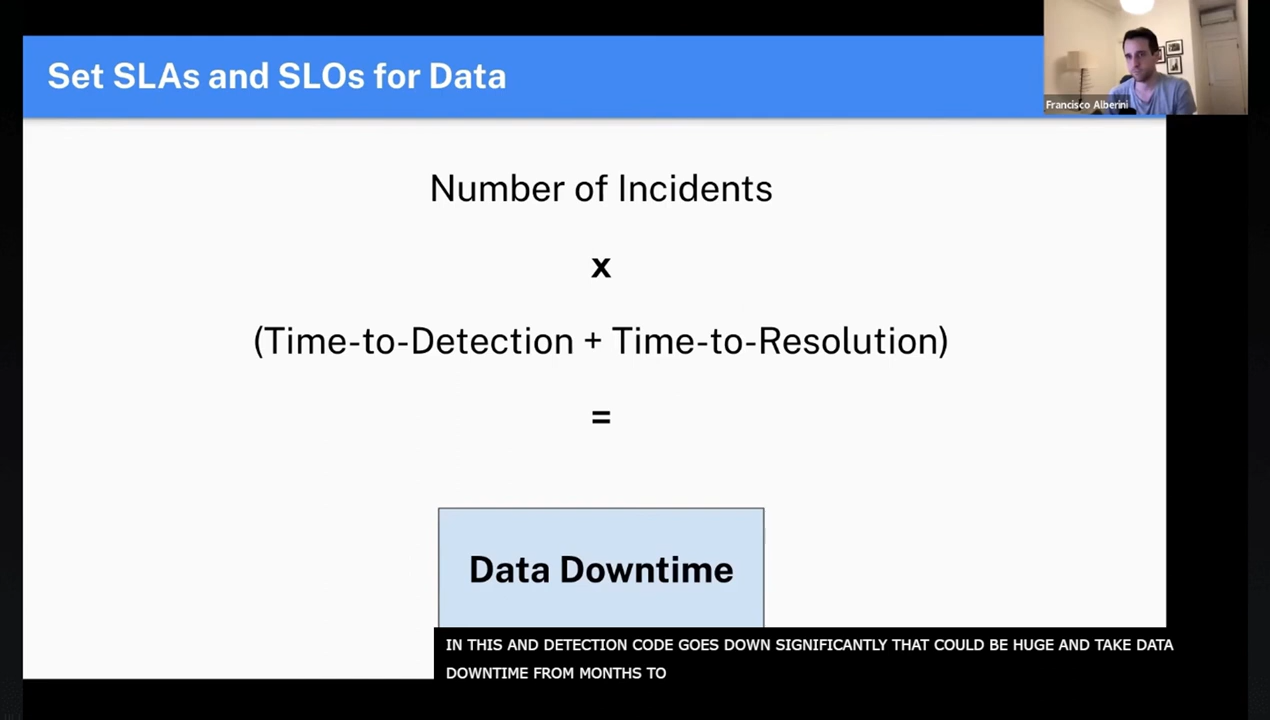 Set SLAs and SLOs for Data
Francisco Alberini
Number of Incidents
x
(Time-to-Detection + Time-to-Resolution)
=
Data Downtime
IN THIS AND DETECTION CODE GOES DOWN SIGNIFICANTLY THAT COULD BE HUGE AND TAKE DATA
DOWNTIME FROM MONTHS TO